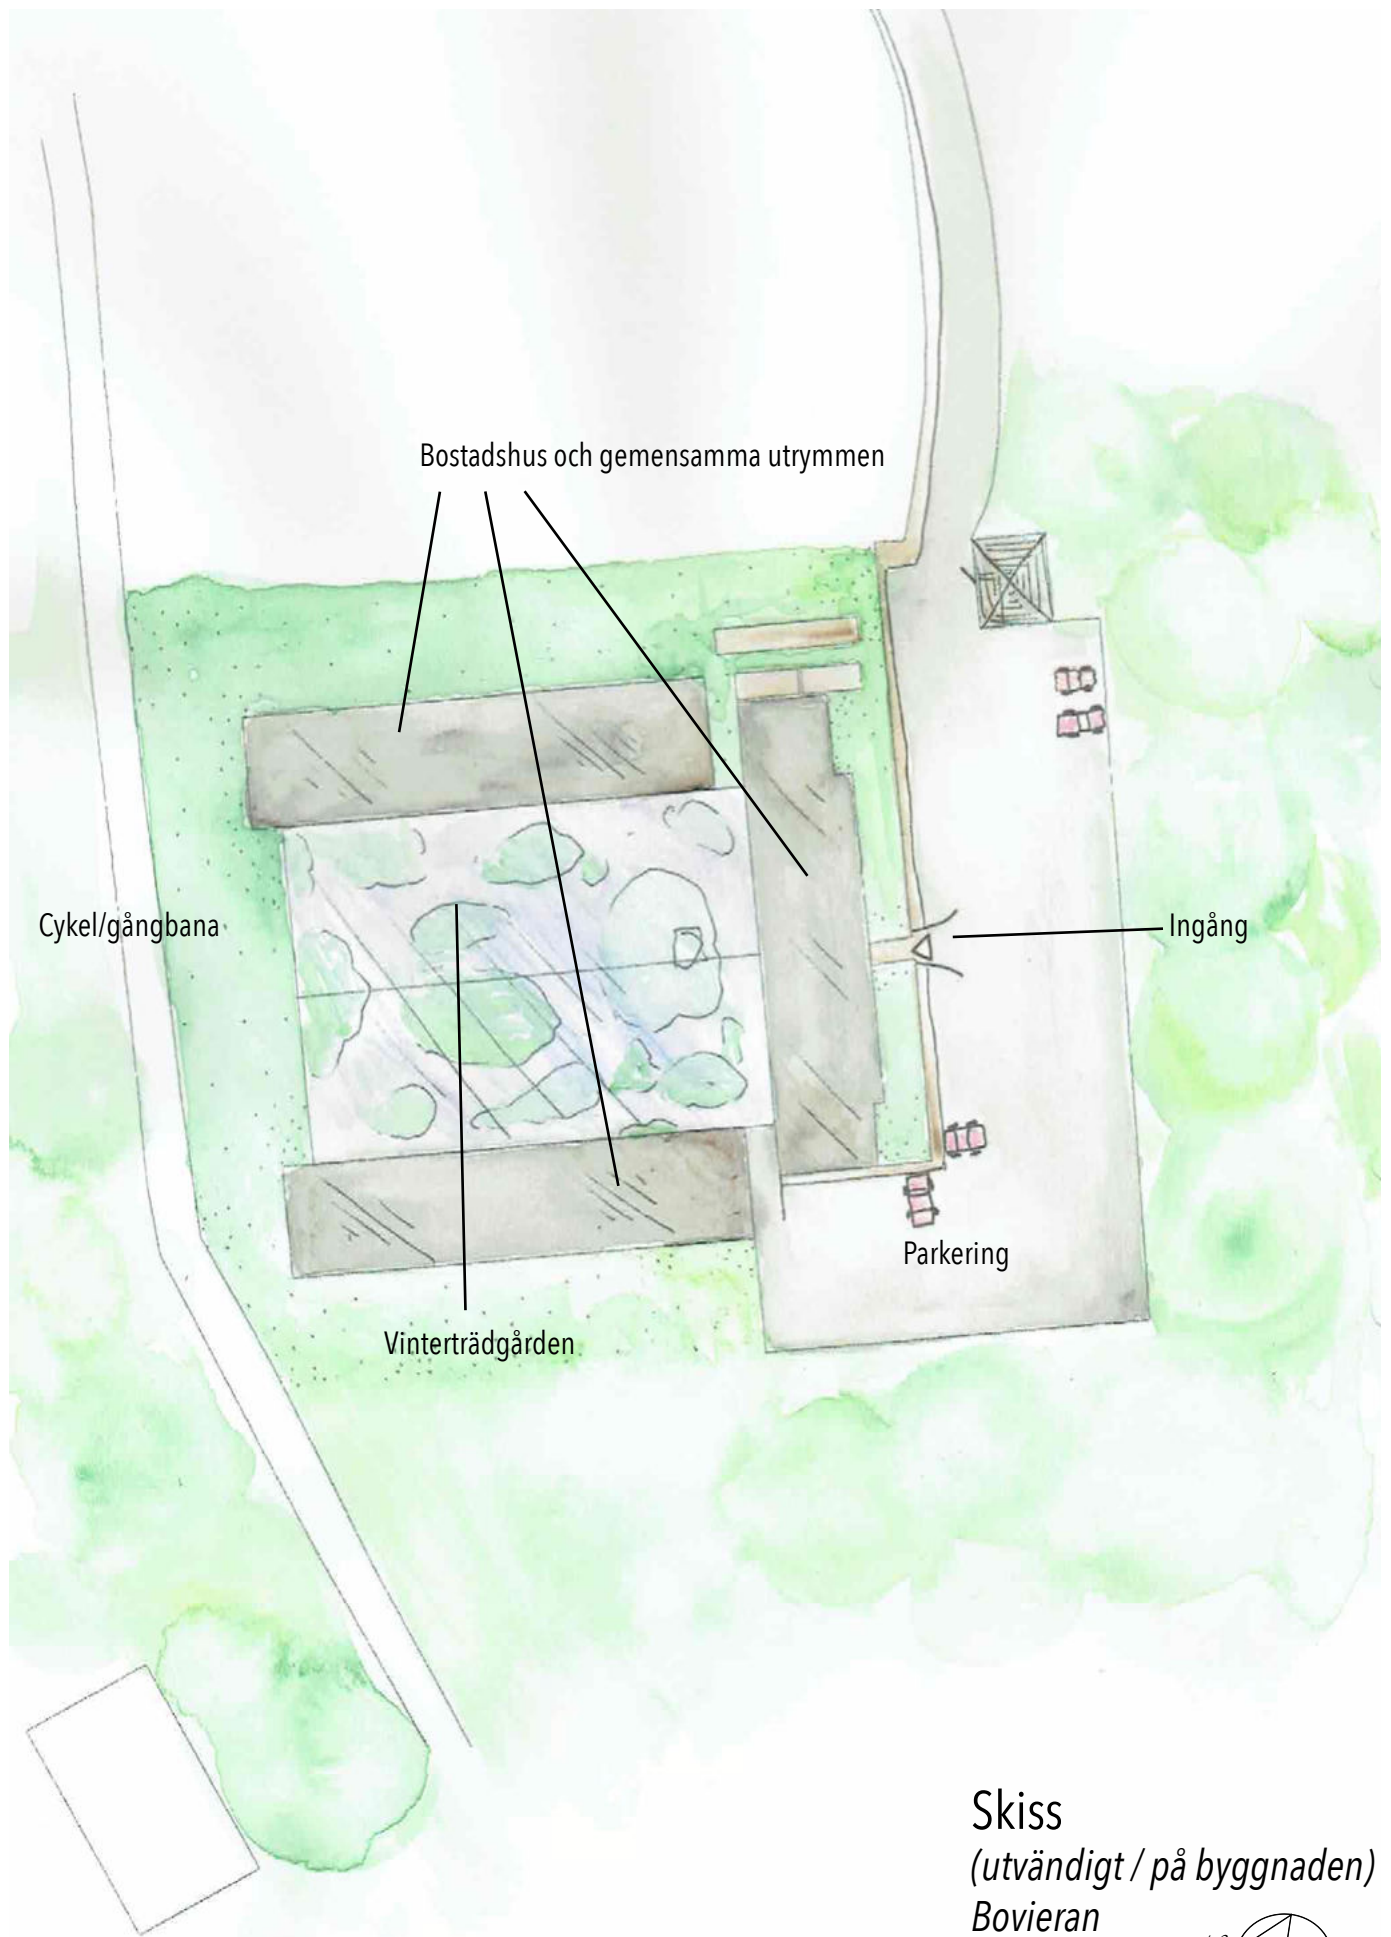 Bostadshus och gemensamma utrymmen
Cykel/gångbana
Ingång
Parkering
Vinterträdgården
Skiss
(utvändigt / på byggnaden)
Bovieran